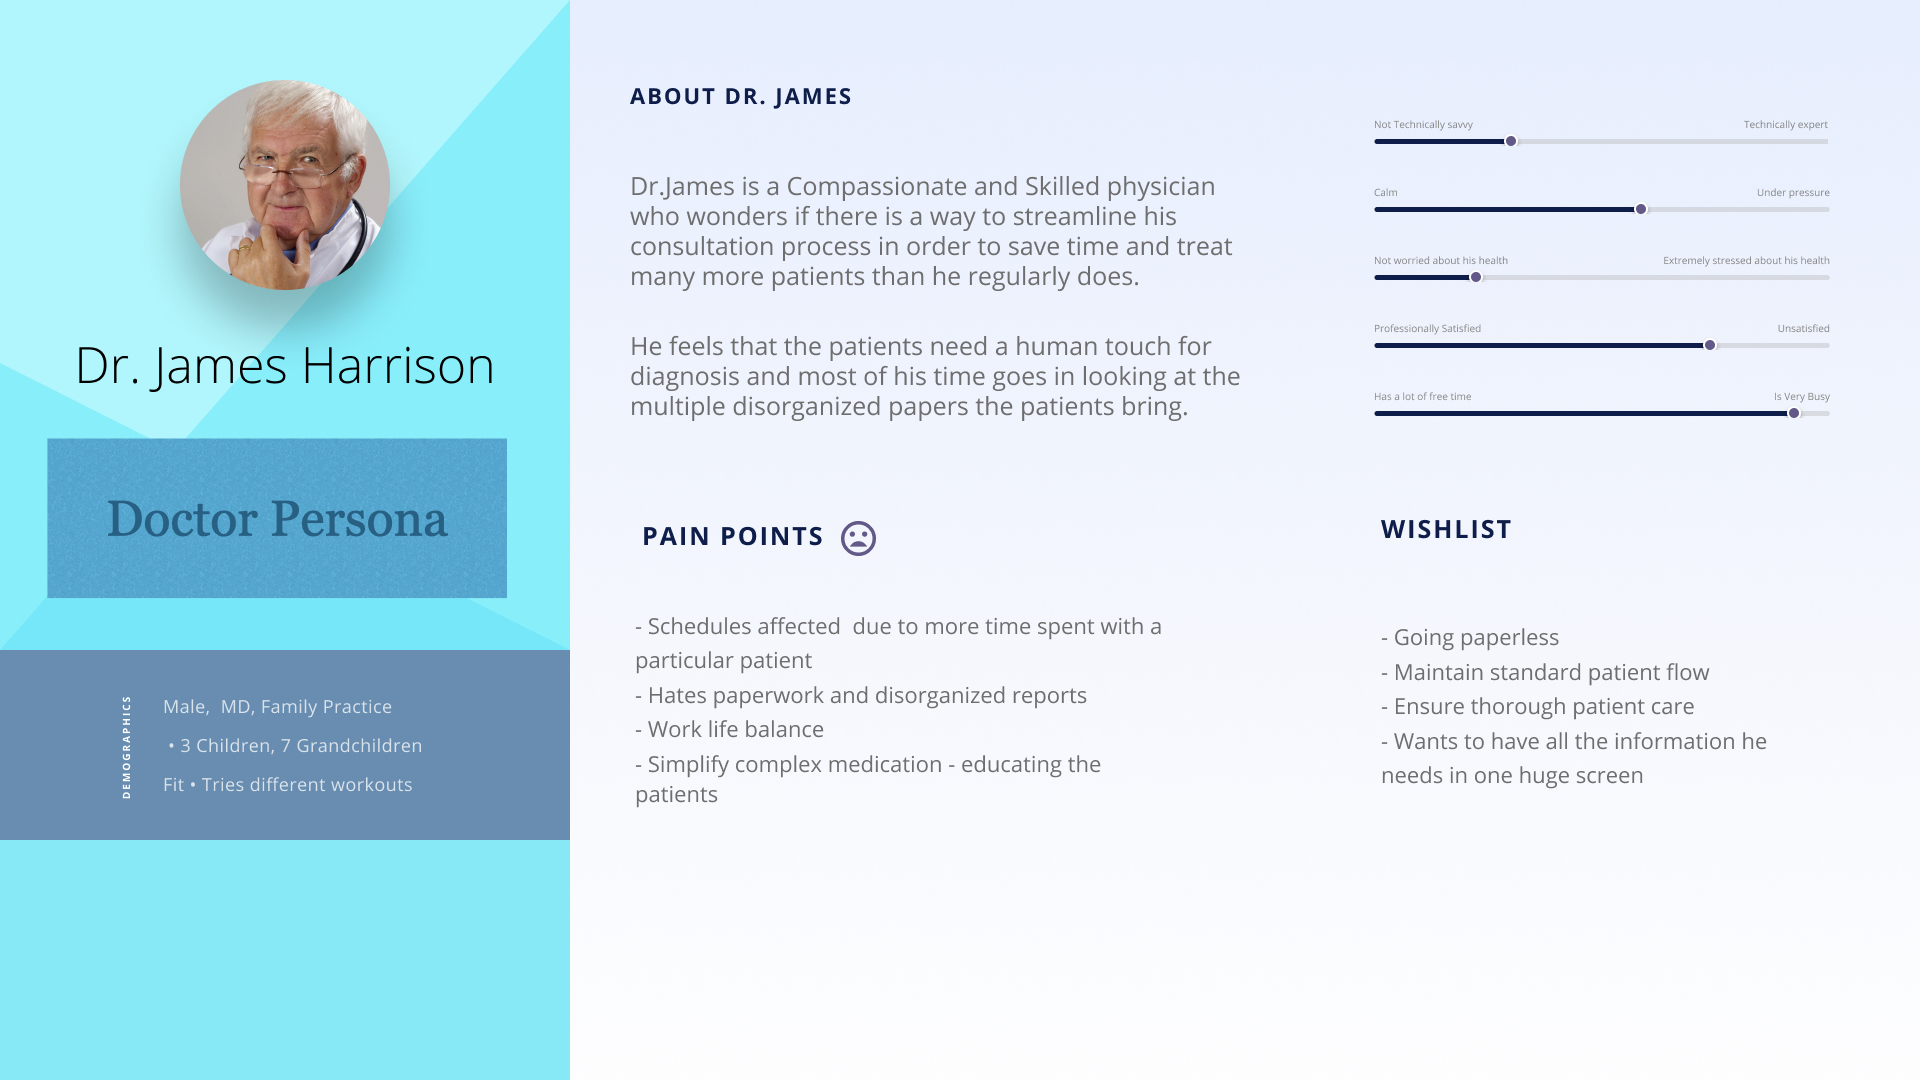 Dr. James Harrison
Doctor Persona
DEMOGRAPHICS
Male,  MD, Family Practice
• 3 Children, 7 Grandchildren
Fit • Tries different workouts
ABOUT DR. JAMES
Dr.James is a Compassionate and Skilled physician
who wonders if there is a way to streamline his
consultation process in order to save time and treat
many more patients than he regularly does.
He feels that the patients need a human touch for
diagnosis and most of his time goes in looking at the
multiple disorganized papers the patients bring.
Not Technically savvy Technically expert
Calm Under pressure
Not worried about his health Extremely stressed about his health
Professionally Satisfied Unsatisfied
Has a lot of free time Is Very Busy
PAIN POINTS
- Schedules affected  due to more time spent with a
particular patient
- Hates paperwork and disorganized reports
- Work life balance
- Simplify complex medication - educating the
patients
WISHLIST
- Going paperless
- Maintain standard patient flow
- Ensure thorough patient care
- Wants to have all the information he
needs in one huge screen